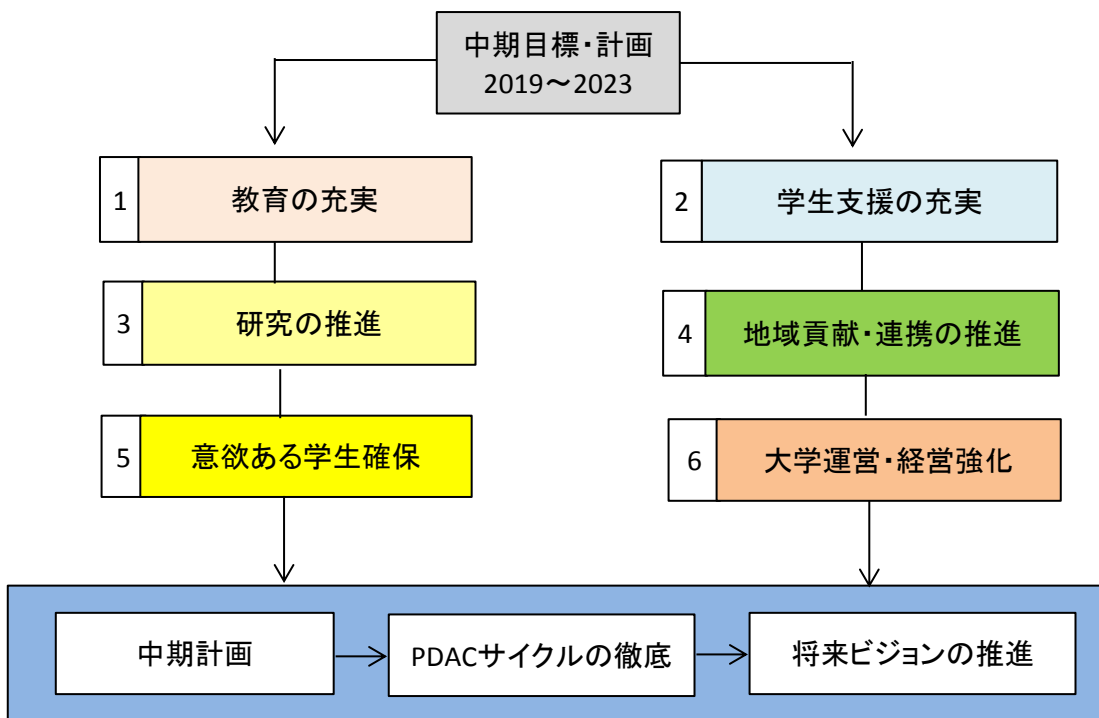 中期目標・計画
2019～2023
1 教育の充実
2 学生支援の充実
3 研究の推進
4 地域貢献・連携の推進
5 意欲ある学生確保
6 大学運営・経営強化
中期計画
PDACサイクルの徹底
将来ビジョンの推進